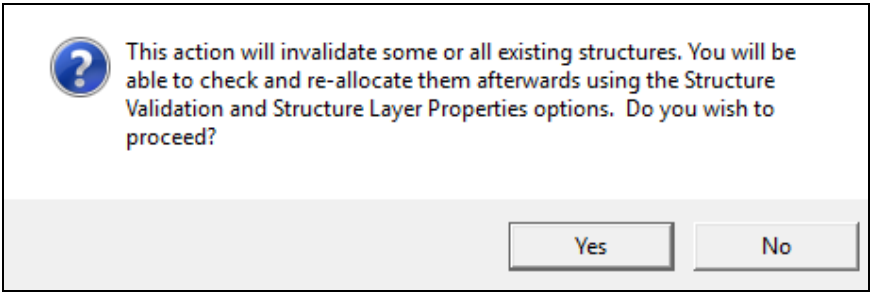 This action will invalidate some or all existing structures. You will be
able to check and re-allocate them afterwards using the Structure
Validation and Structure Layer Properties options.  Do you wish to
proceed?
Yes
No